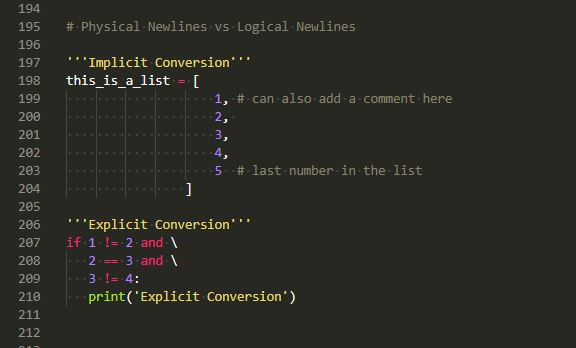 194
195 # Physical Newlines vs Logical Newlines
196
197 '''Implicit Conversion'''
198 this_is_a_list = [
199                     1, # can also add a comment here
200                     2,
201                     3,
202                     4,
203                     5  # last number in the list
204                 ]
205
206 '''Explicit Conversion'''
207 if 1 != 2 and \
208    2 == 3 and \
209    3 != 4:
210    print('Explicit Conversion')
211
212